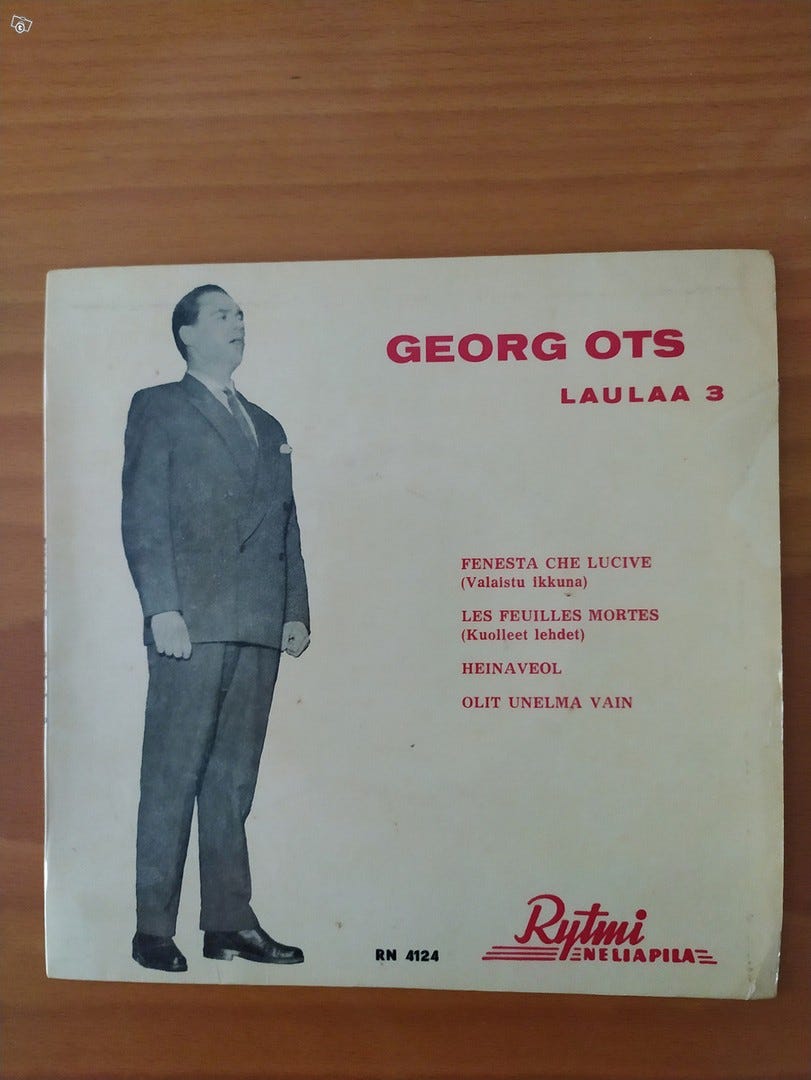 GEORG OTS
LAULAA 3
FENESTA CHE LUCIVE
(Valaistu ikkuna)
LES FEUILLES MORTES
(Kuolleet lehdet)
HEINAVEOL
OLIT UNELMA VAIN
RN 4124
Rytmi
NELIAPILA